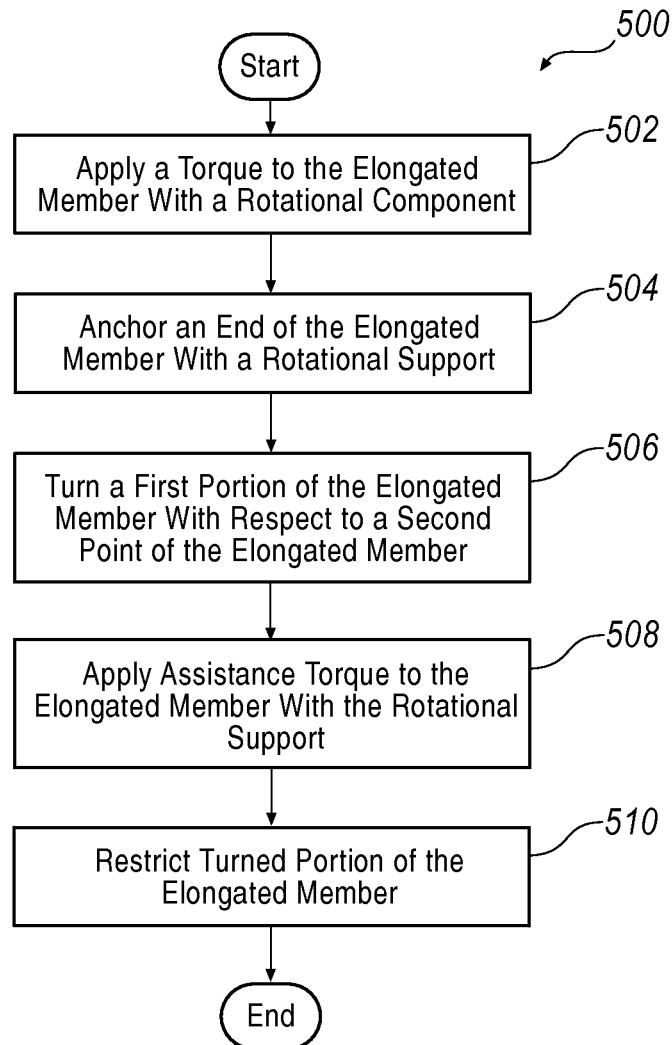 500
Start
502
Apply a Torque to the Elongated
Member With a Rotational Component
504
Anchor an End of the Elongated
Member With a Rotational Support
506
Turn a First Portion of the Elongated
Member With Respect to a Second
Point of the Elongated Member
508
Apply Assistance Torque to the
Elongated Member With the Rotational
Support
510
Restrict Turned Portion of the
Elongated Member
End